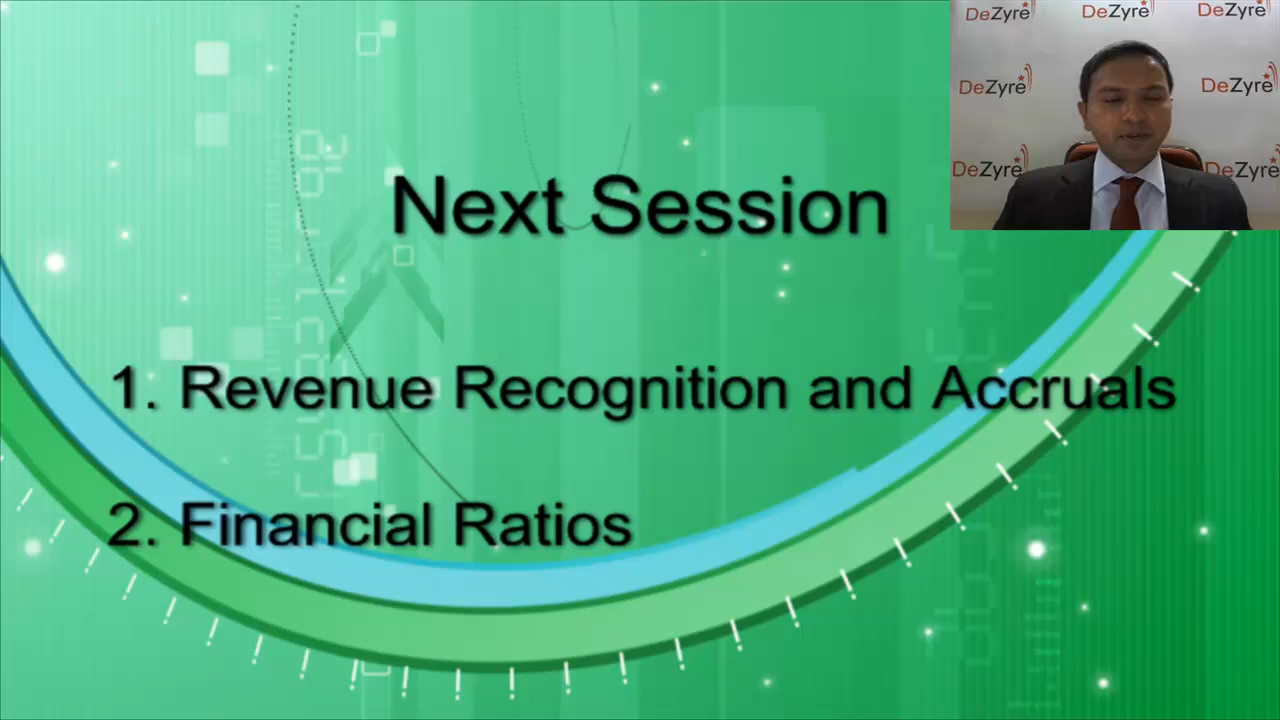 DeZyre DeZyre DeZyre
DeZyre DeZyre
DeZyre DeZyre
Next Session
1. Revenue Recognition and Accruals
2. Financial Ratios